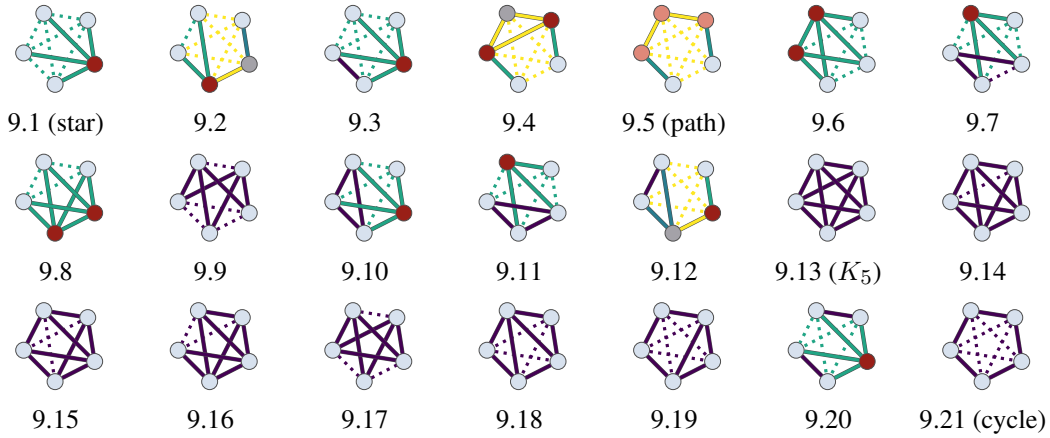 9.1 (star) 9.2 9.3 9.4 9.5 (path) 9.6 9.7
9.8 9.9 9.10 9.11 9.12 9.13 (K₅) 9.14
9.15 9.16 9.17 9.18 9.19 9.20 9.21 (cycle)